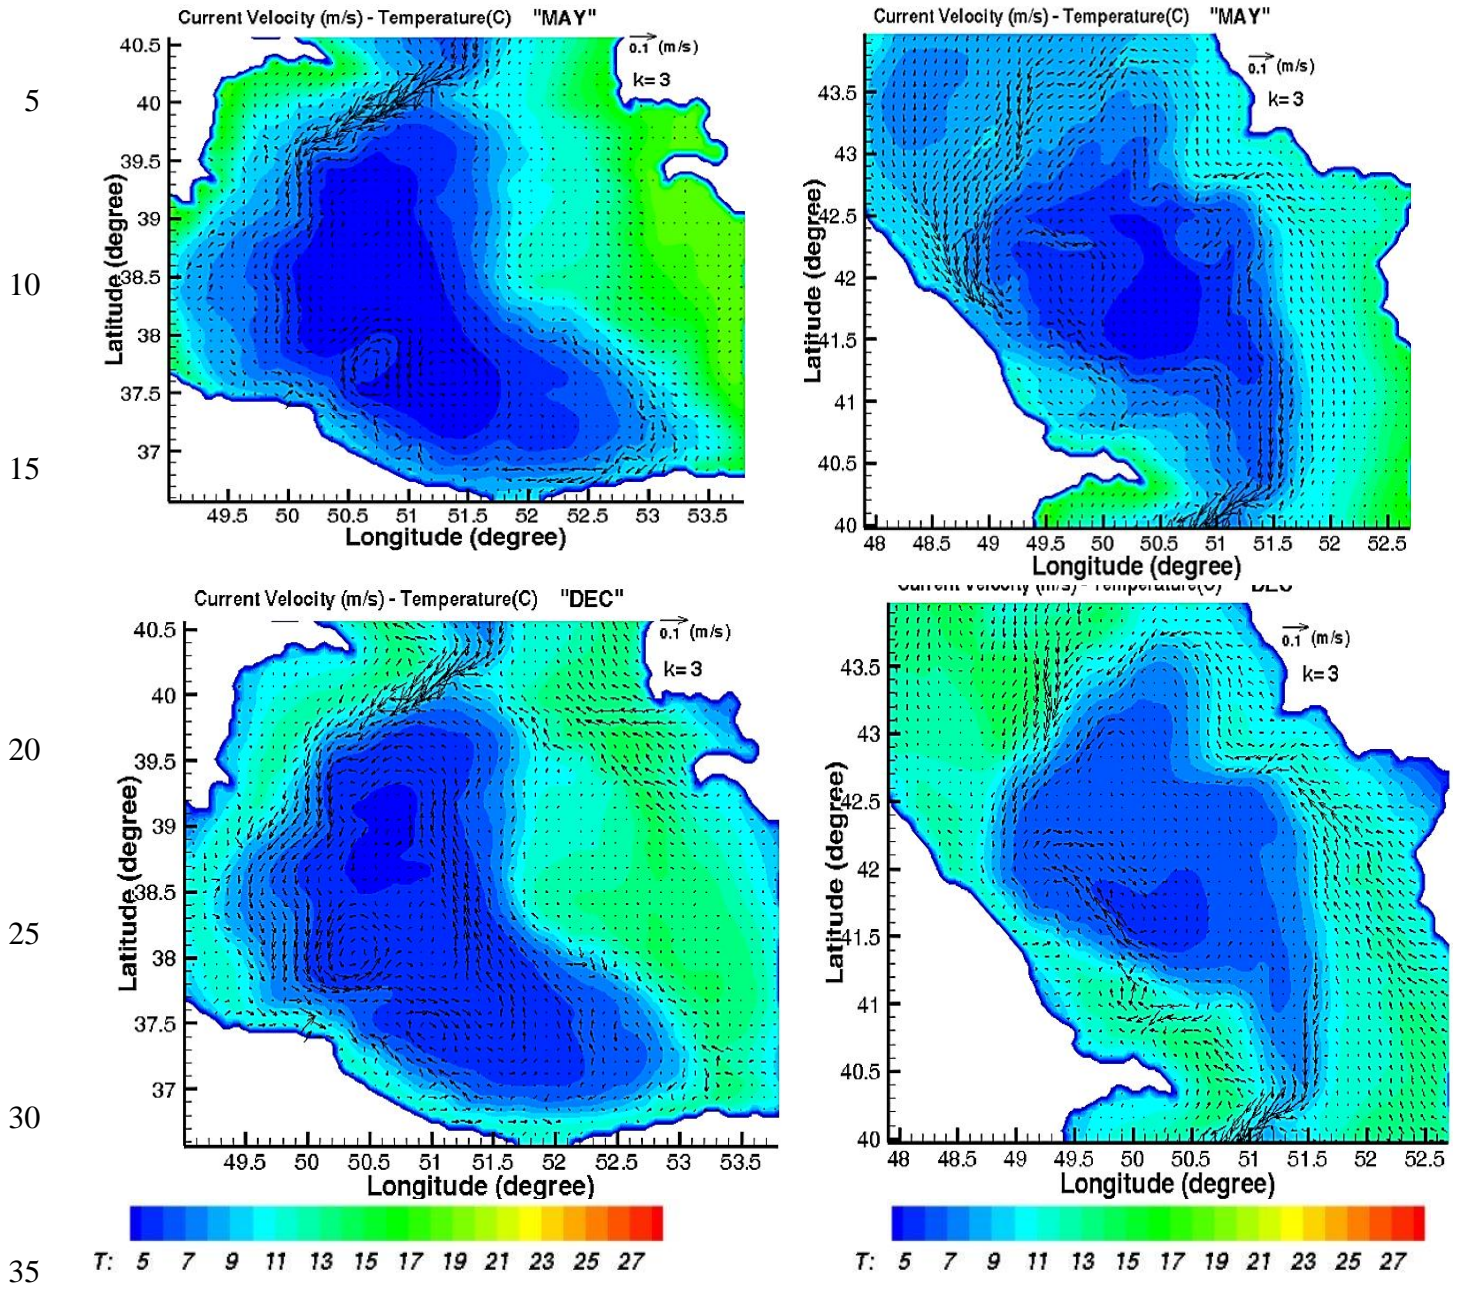 Current Velocity (m/s) - Temperature(C) "MAY"
0.1 (m/s)
k=3
40.5
40
39.5
39
38.5
38
37.5
37
Latitude (degree)
49.5 50 50.5 51 51.5 52 52.5 53 53.5
Longitude (degree)
Current Velocity (m/s) - Temperature(C) "MAY"
0.1 (m/s)
k=3
43.5
43
42.5
42
41.5
41
40.5
40
Latitude (degree)
48 48.5 49 49.5 50 50.5 51 51.5 52 52.5
Longitude (degree)
5
10
15
Current Velocity (m/s) - Temperature(C) "DEC"
0.1 (m/s)
k=3
40.5
40
39.5
39
38.5
38
37.5
37
Latitude (degree)
49.5 50 50.5 51 51.5 52 52.5 53 53.5
Longitude (degree)
Current Velocity (m/s) - Temperature(C) "DEC"
0.1 (m/s)
k=3
43.5
43
42.5
42
41.5
41
40.5
40
Latitude (degree)
48 48.5 49 49.5 50 50.5 51 51.5 52 52.5
Longitude (degree)
20
25
30
T: 5 7 9 11 13 15 17 19 21 23 25 27
T: 5 7 9 11 13 15 17 19 21 23 25 27
35